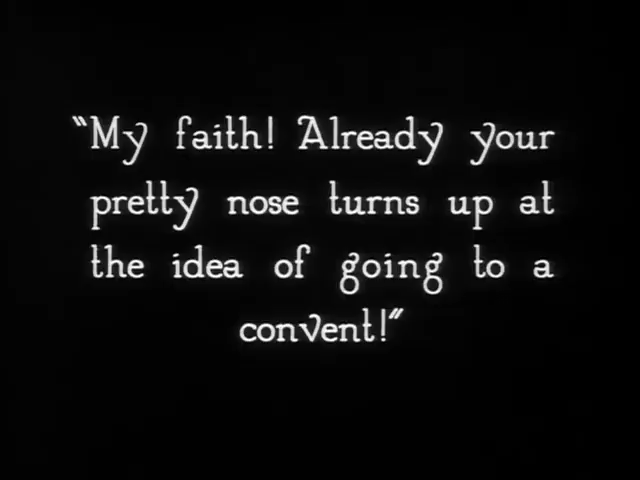 "My faith! Already your
pretty nose turns up at
the idea of going to a
convent!"